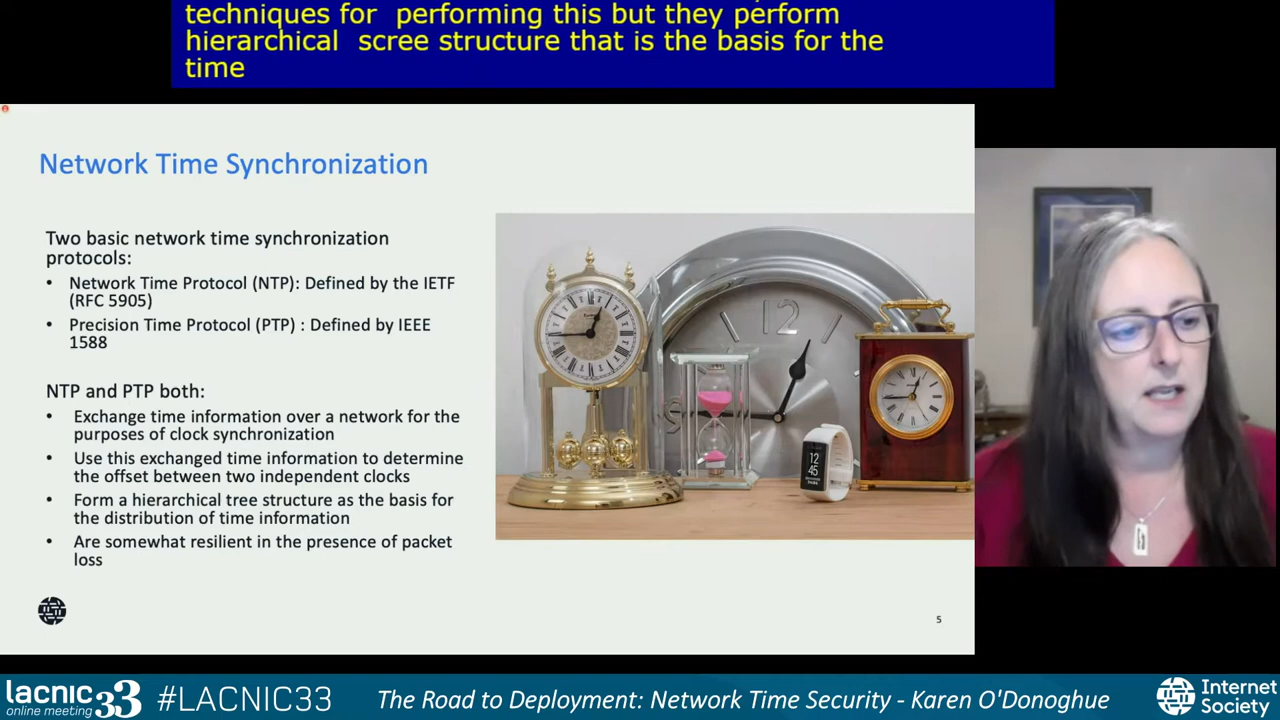 techniques for  performing this but they perform
hierarchical  scree structure that is the basis for the
time
Network Time Synchronization
Two basic network time synchronization
protocols:
• Network Time Protocol (NTP): Defined by the IETF
(RFC 5905)
• Precision Time Protocol (PTP) : Defined by IEEE
1588
NTP and PTP both:
• Exchange time information over a network for the
purposes of clock synchronization
• Use this exchanged time information to determine
the offset between two independent clocks
• Form a hierarchical tree structure as the basis for
the distribution of time information
• Are somewhat resilient in the presence of packet
loss
12
9
12
45
5
lacnic 33
online meeting
#LACNIC33
The Road to Deployment: Network Time Security - Karen O'Donoghue
Internet
Society